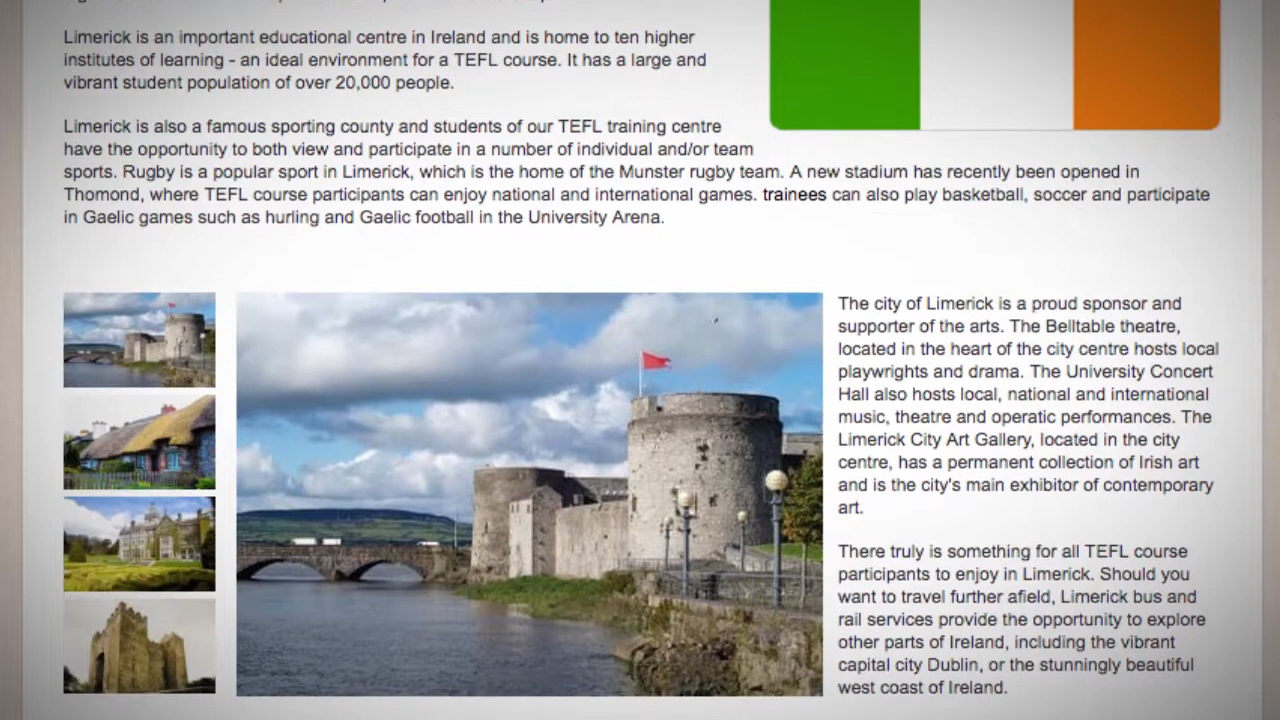 Limerick is an important educational centre in Ireland and is home to ten higher
institutes of learning - an ideal environment for a TEFL course. It has a large and
vibrant student population of over 20,000 people.
Limerick is also a famous sporting county and students of our TEFL training centre
have the opportunity to both view and participate in a number of individual and/or team
sports. Rugby is a popular sport in Limerick, which is the home of the Munster rugby team. A new stadium has recently been opened in
Thomond, where TEFL course participants can enjoy national and international games. trainees can also play basketball, soccer and participate
in Gaelic games such as hurling and Gaelic football in the University Arena.
The city of Limerick is a proud sponsor and
supporter of the arts. The Belltable theatre,
located in the heart of the city centre hosts local
playwrights and drama. The University Concert
Hall also hosts local, national and international
music, theatre and operatic performances. The
Limerick City Art Gallery, located in the city
centre, has a permanent collection of Irish art
and is the city's main exhibitor of contemporary
art.
There truly is something for all TEFL course
participants to enjoy in Limerick. Should you
want to travel further afield, Limerick bus and
rail services provide the opportunity to explore
other parts of Ireland, including the vibrant
capital city Dublin, or the stunningly beautiful
west coast of Ireland.